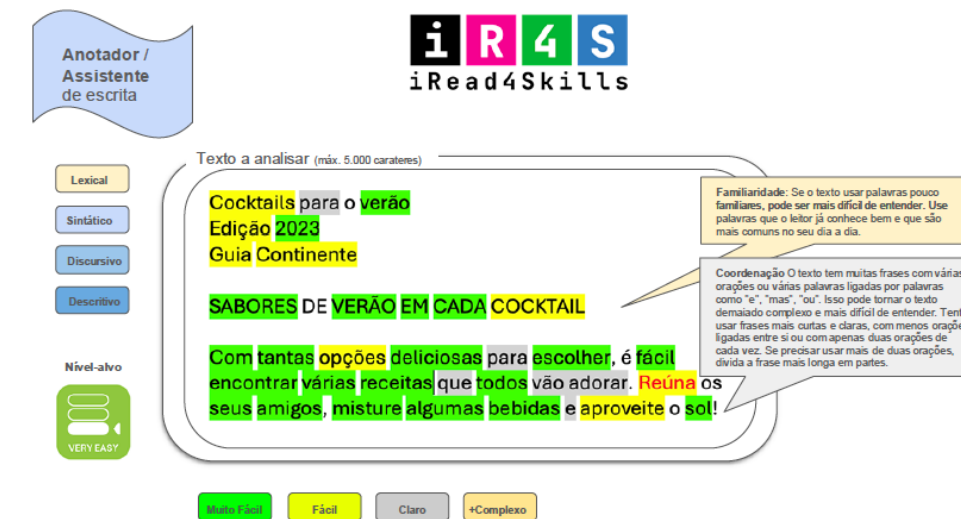 Anotador /
Assistente
de escrita
iR4S
iRead4Skills
Texto a analisar (máx. 5.000 carateres)
Lexical
Sintático
Discursivo
Descritivo
Nível-alvo
VERY EASY
Cocktails para o verão
Edição 2023
Guia Continente
SABORES DE VERÃO EM CADA COCKTAIL
Com tantas opções deliciosas para escolher, é fácil
encontrar várias receitas que todos vão adorar. Reúna os
seus amigos, misture algumas bebidas e aproveite o sol!
Familiaridade: Se o texto usar palavras pouco
familiares, pode ser mais difícil de entender. Use
palavras que o leitor já conhece bem e que são
mais comuns no seu dia a dia.
Coordenação O texto tem muitas frases com várias
orações ou várias palavras ligadas por palavras
como "e", "mas", "ou". Isso pode tornar o texto
demaiado complexo e mais difícil de entender. Tent
usar frases mais curtas e claras, com menos oraçõe
ligadas entre si ou com apenas duas orações de
cada vez. Se precisar usar mais de duas orações,
divida a frase mais longa em partes.
Muito Fácil
Fácil
Claro
+Complexo